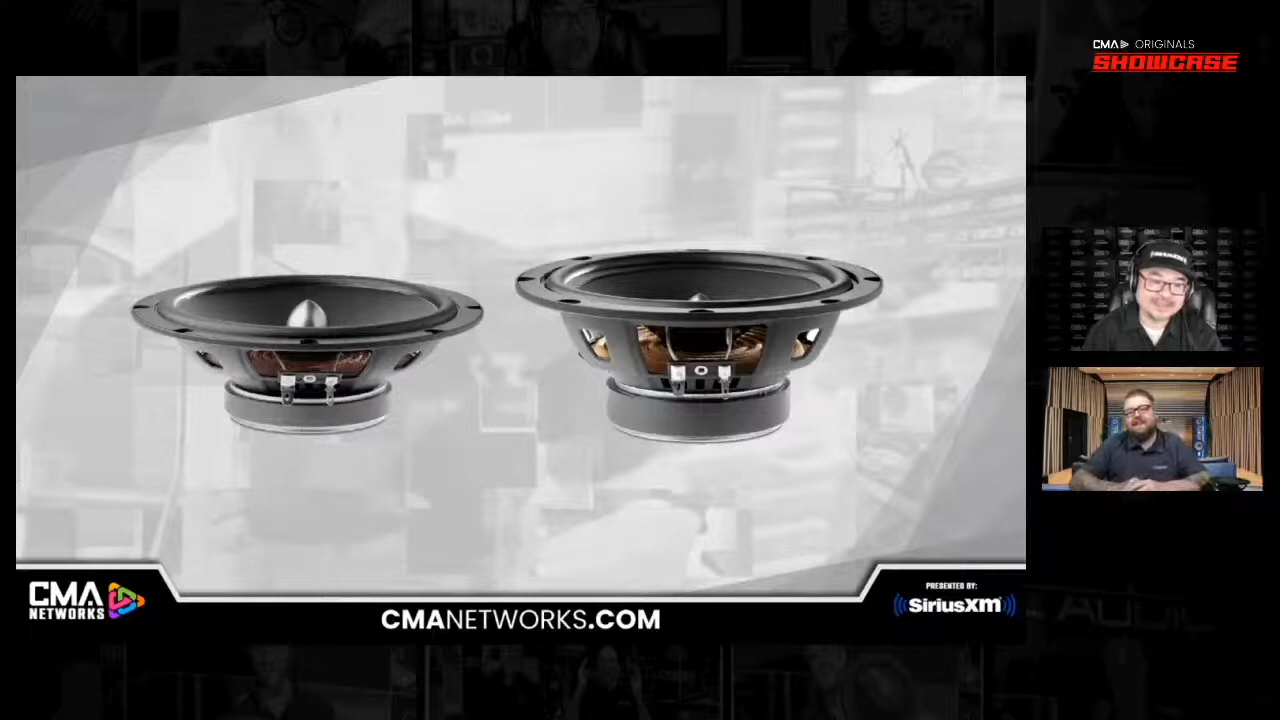 CMA ORIGINALS
SHOWCASE
CMA
NETWORKS
CMANETWORKS.COM
PRESENTED BY:
SiriusXM